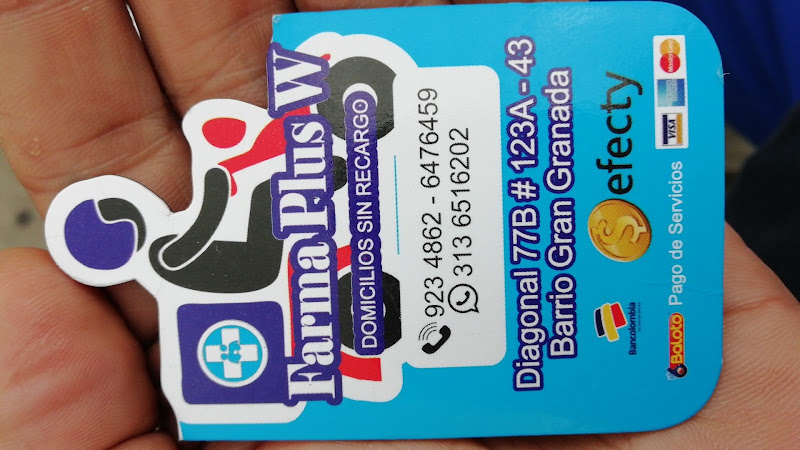 Farma Plus W
DOMICILIOS SIN RECARGO
923 4862 - 6476459
313 6516202
Diagonal 77B # 123A - 43
Barrio Gran Granada
efecty
Bancolombia
VISA
MasterCard
Baloto Pago de Servicios